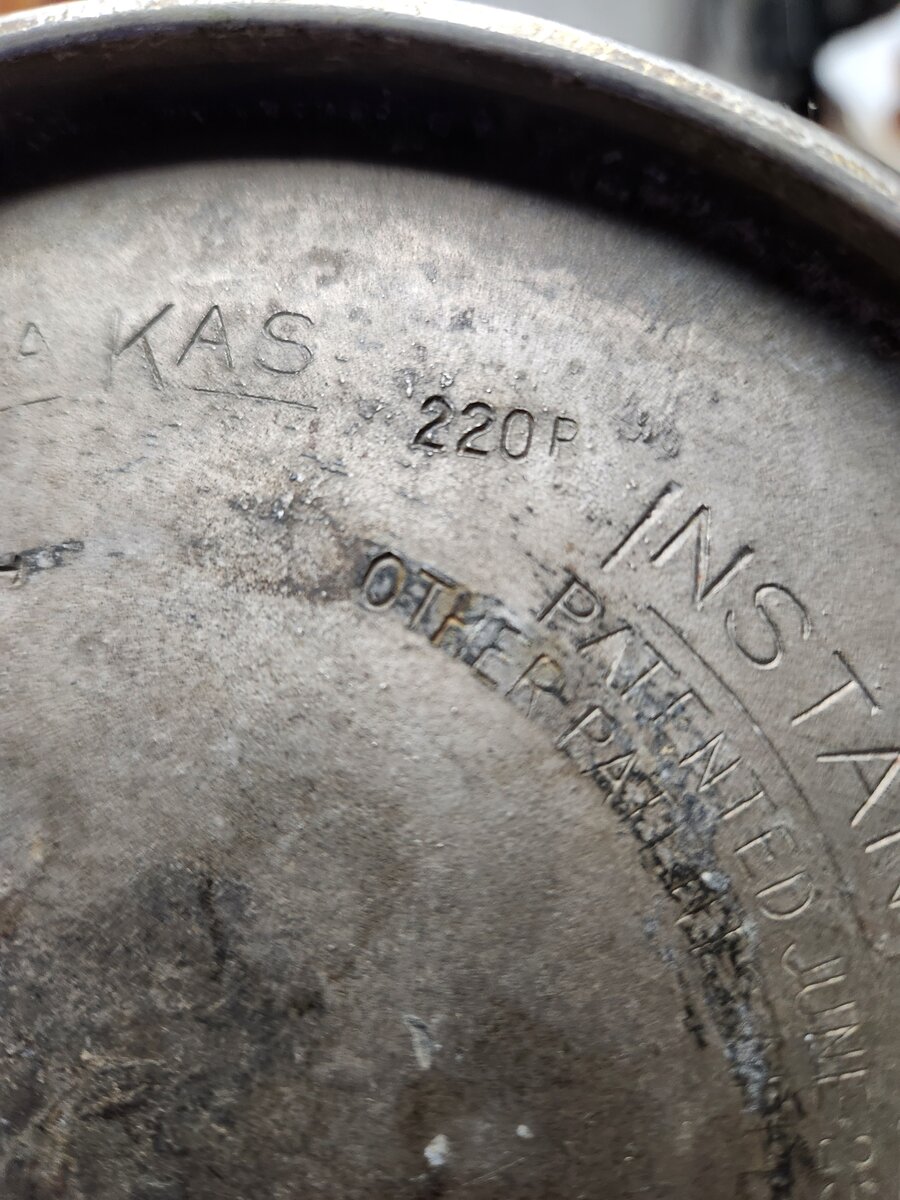 KAS
220P
INSTAN
PATENTED JUNE
OTHER PAT